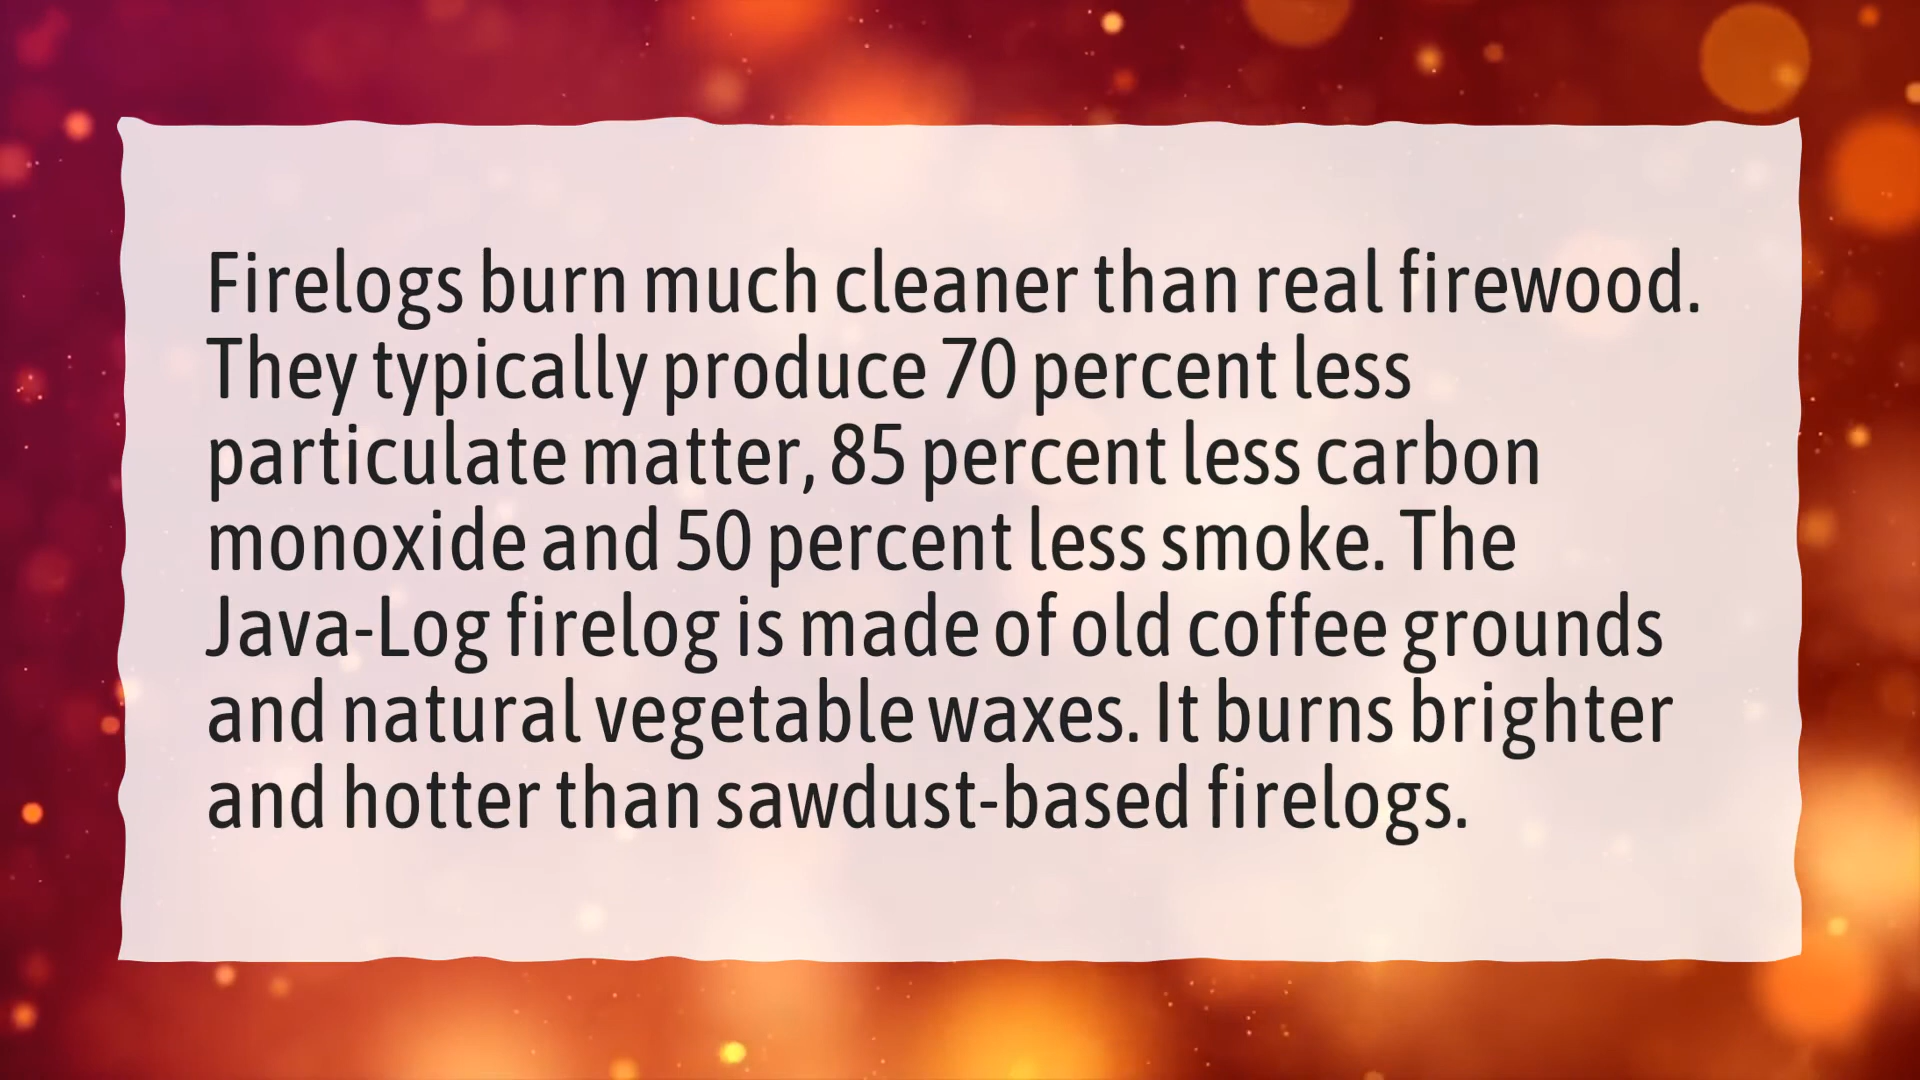 Firelogs burn much cleaner than real firewood.
They typically produce 70 percent less
particulate matter, 85 percent less carbon
monoxide and 50 percent less smoke. The
Java-Log firelog is made of old coffee grounds
and natural vegetable waxes. It burns brighter
and hotter than sawdust-based firelogs.